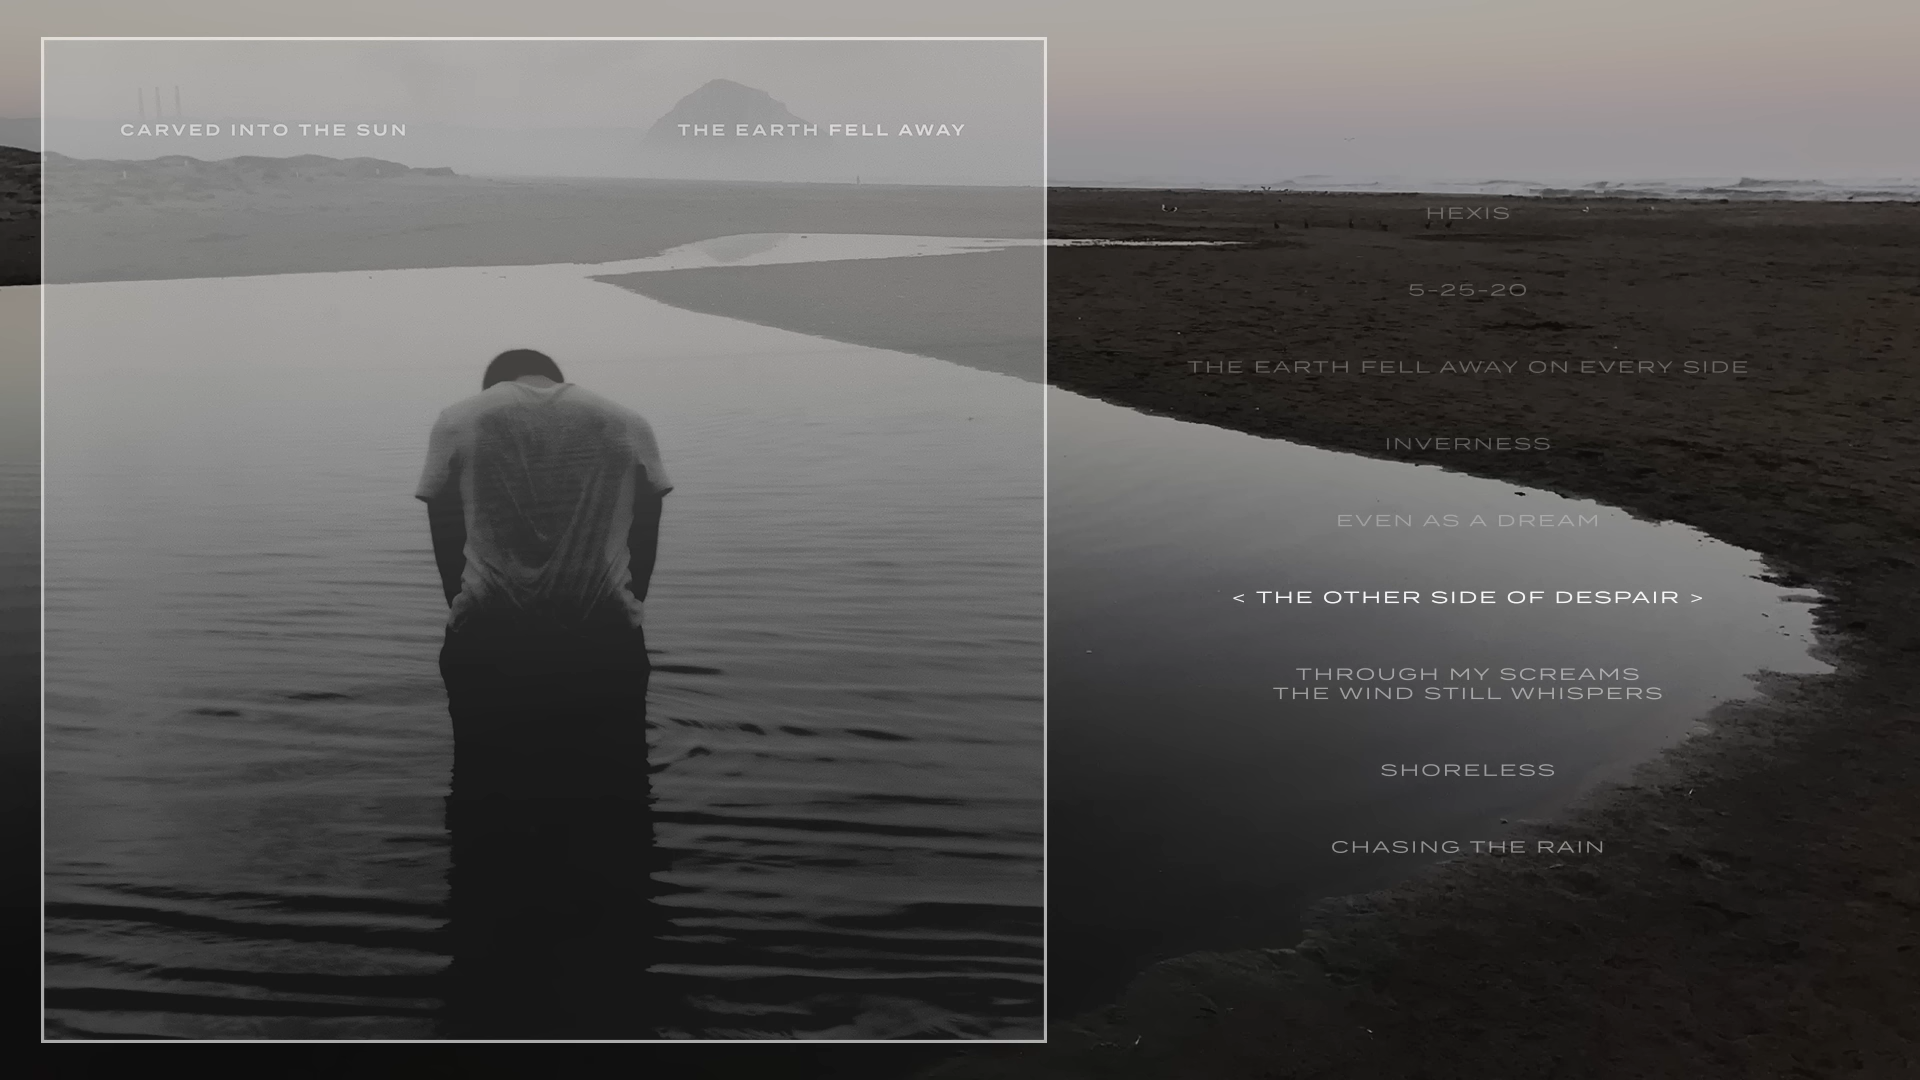 CARVED INTO THE SUN
THE EARTH FELL AWAY
HEXIS
5-25-20
THE EARTH FELL AWAY ON EVERY SIDE
INVERNESS
EVEN AS A DREAM
< THE OTHER SIDE OF DESPAIR >
THROUGH MY SCREAMS
THE WIND STILL WHISPERS
SHORELESS
CHASING THE RAIN